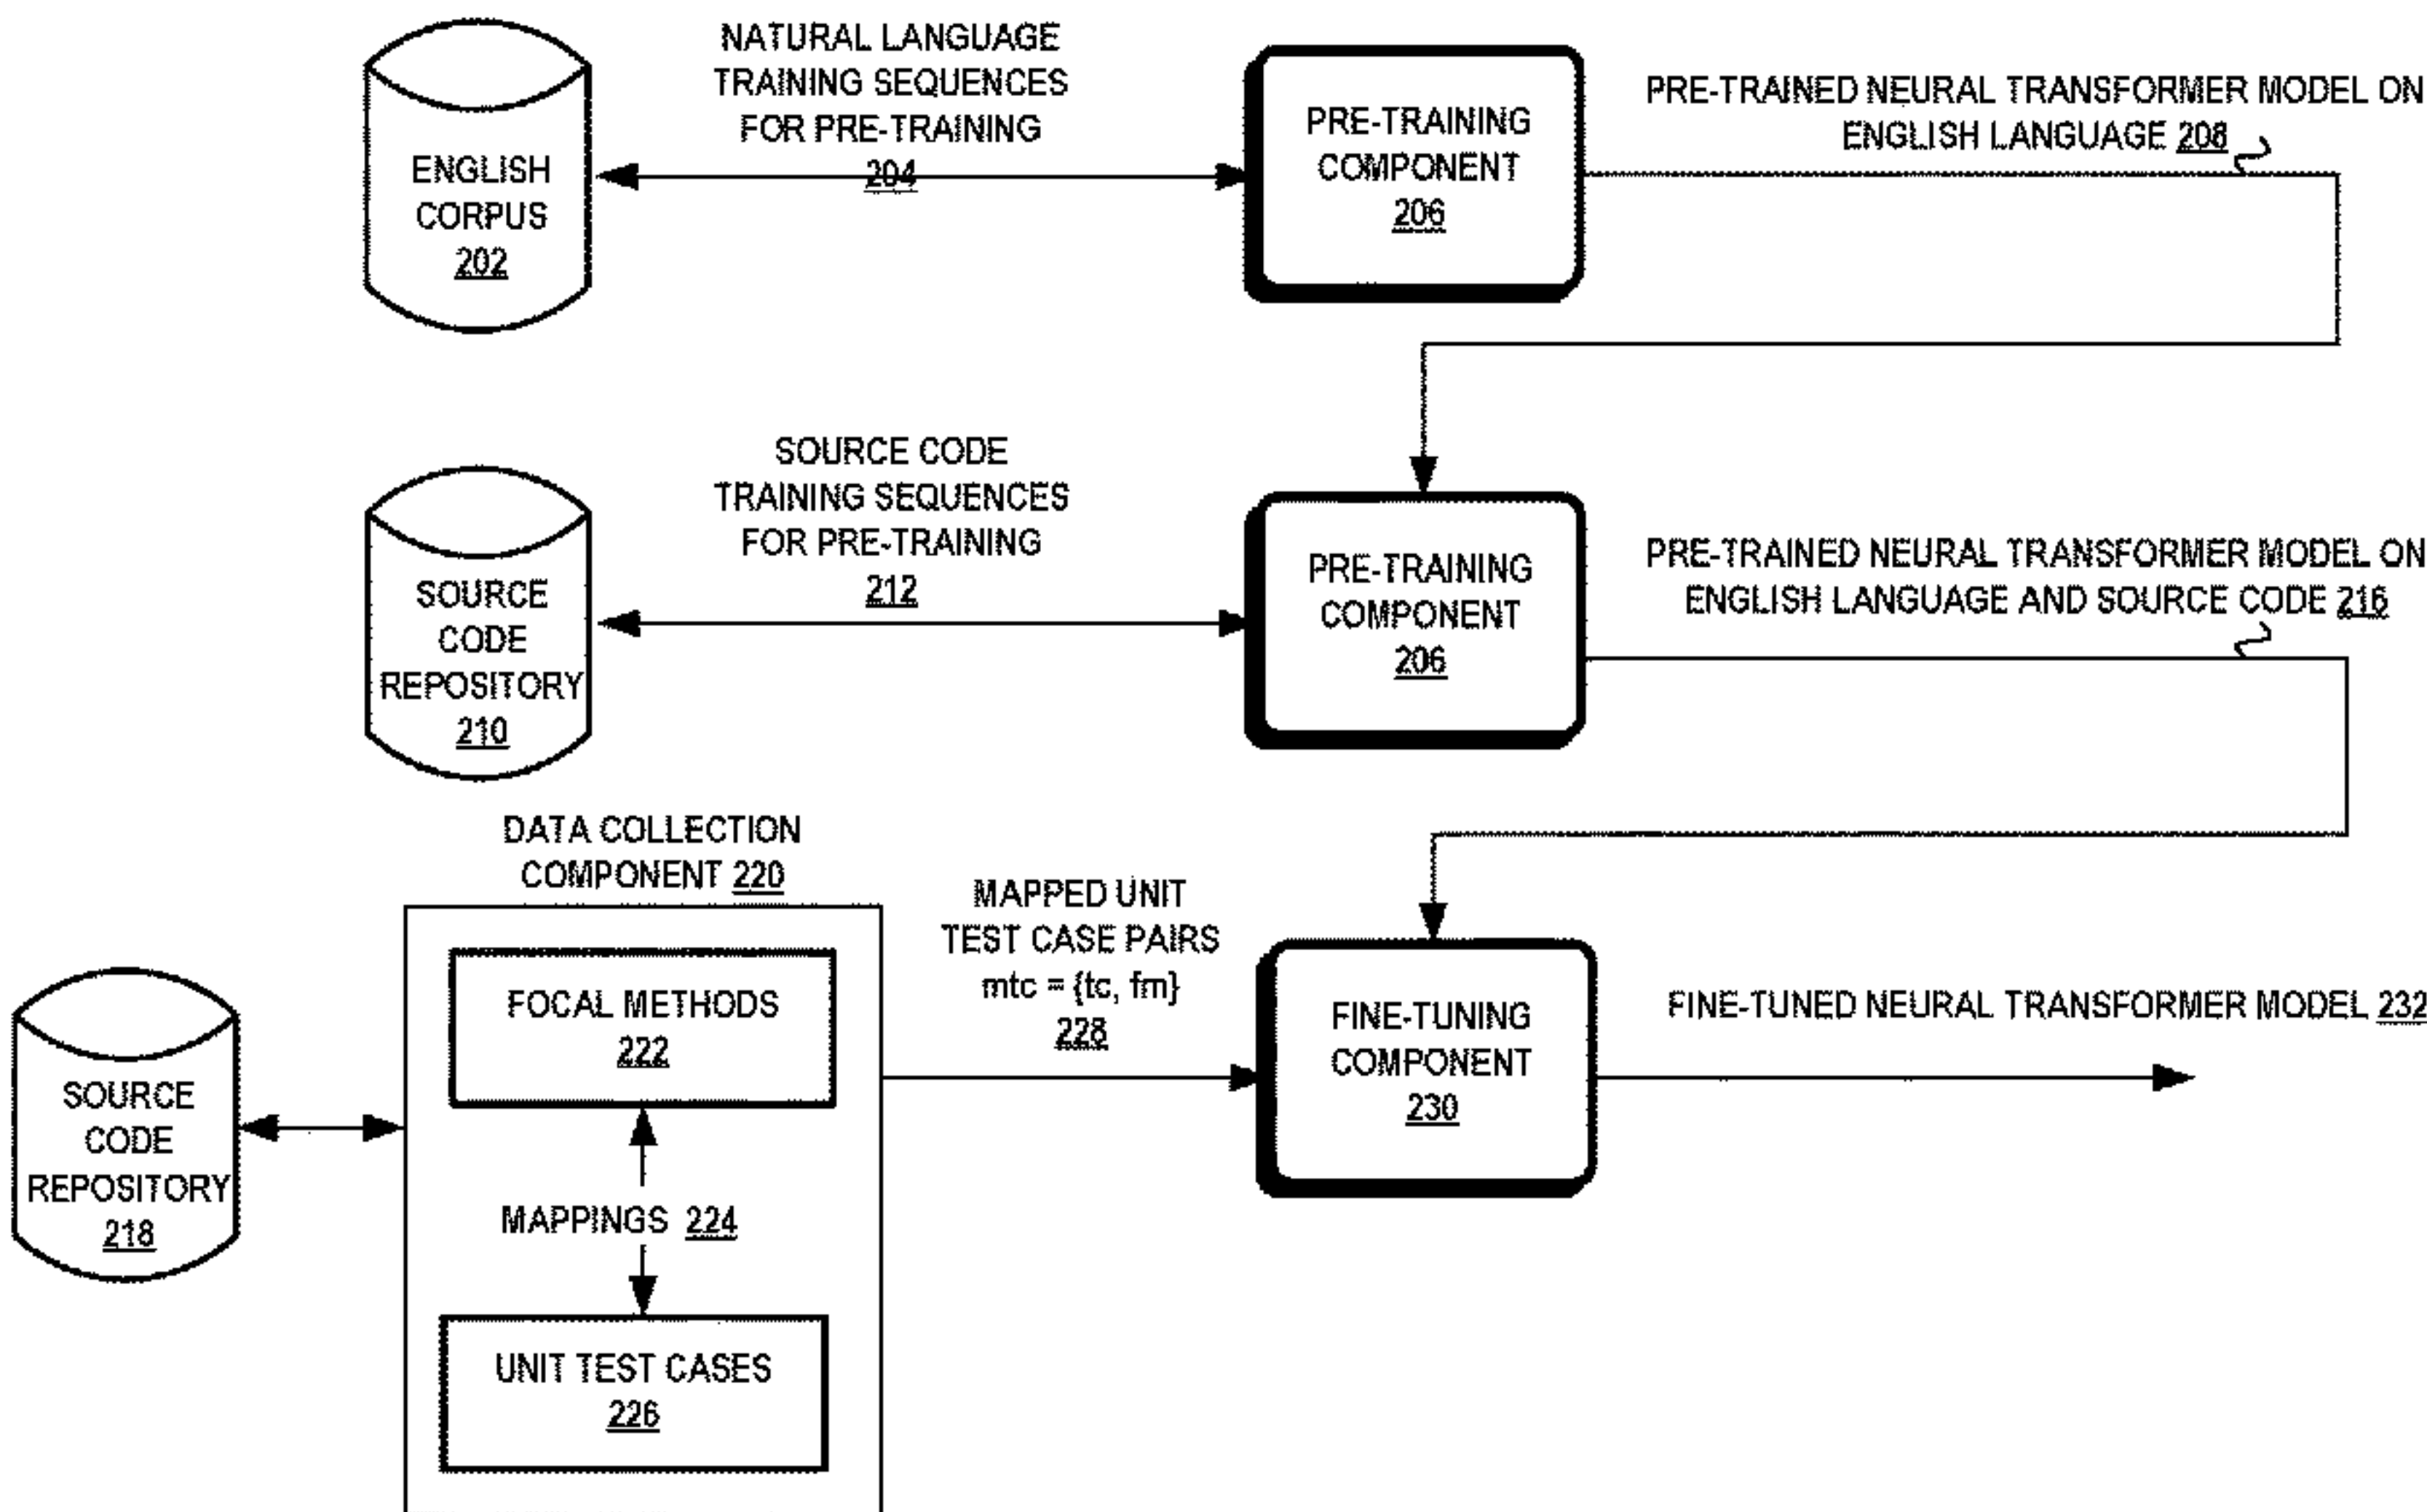 NATURAL LANGUAGE
TRAINING SEQUENCES
FOR PRE-TRAINING
204
ENGLISH
CORPUS
202
PRE-TRAINING
COMPONENT
206
PRE-TRAINED NEURAL TRANSFORMER MODEL ON
ENGLISH LANGUAGE 208
SOURCE CODE
TRAINING SEQUENCES
FOR PRE-TRAINING
212
SOURCE
CODE
REPOSITORY
210
PRE-TRAINING
COMPONENT
206
PRE-TRAINED NEURAL TRANSFORMER MODEL ON
ENGLISH LANGUAGE AND SOURCE CODE 216
DATA COLLECTION
COMPONENT 220
SOURCE
CODE
REPOSITORY
218
FOCAL METHODS
222
MAPPINGS 224
UNIT TEST CASES
226
MAPPED UNIT
TEST CASE PAIRS
mtc = {tc, fm}
228
FINE-TUNING
COMPONENT
230
FINE-TUNED NEURAL TRANSFORMER MODEL 232